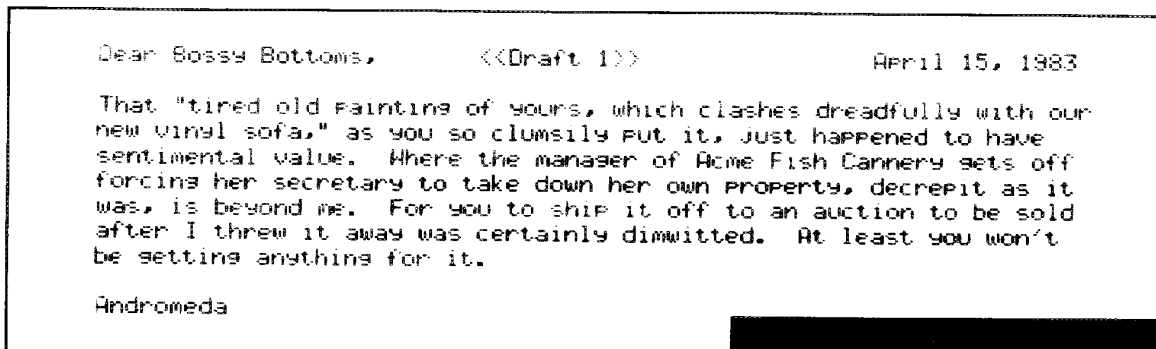 Dear Bossy Bottoms, <<Draft 1>> April 15, 1983
That "tired old painting of yours, which clashes dreadfully with our
new vinyl sofa," as you so clumsily put it, just happened to have
sentimental value. Where the manager of Acme Fish Cannery gets off
forcing her secretary to take down her own property, decrepit as it
was, is beyond me. For you to ship it off to an auction to be sold
after I threw it away was certainly dimwitted. At least you won't
be getting anything for it.
Andromeda